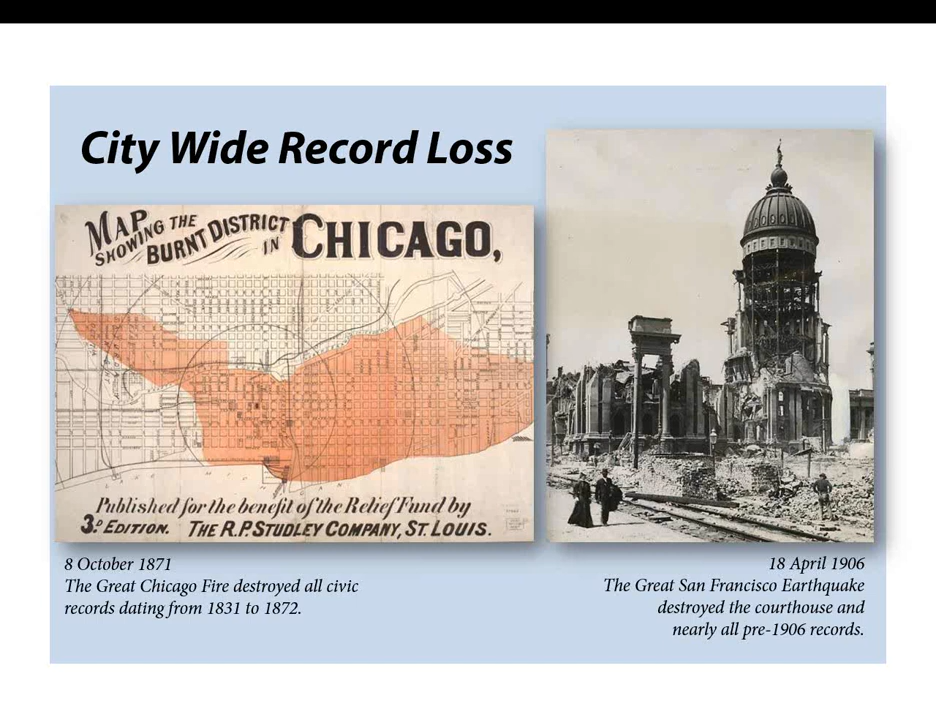 City Wide Record Loss
MAP
SHOWING THE
BURNT DISTRICT
IN
CHICAGO,
Published for the benefit of the Relief Fund by
3.D EDITION. THE R.P. STUDLEY COMPANY, ST. LOUIS.
8 October 1871
The Great Chicago Fire destroyed all civic
records dating from 1831 to 1872.
18 April 1906
The Great San Francisco Earthquake
destroyed the courthouse and
nearly all pre-1906 records.